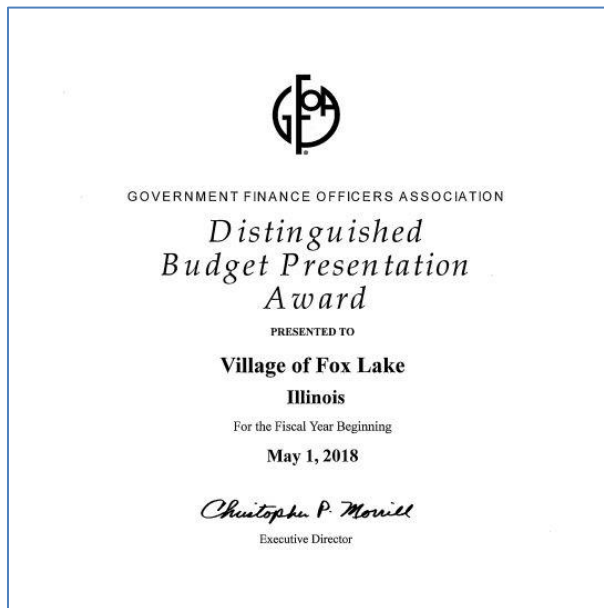 GFOA
GOVERNMENT FINANCE OFFICERS ASSOCIATION
Distinguished
Budget Presentation
Award
PRESENTED TO
Village of Fox Lake
Illinois
For the Fiscal Year Beginning
May 1, 2018
Christopher P. Morrill
Executive Director